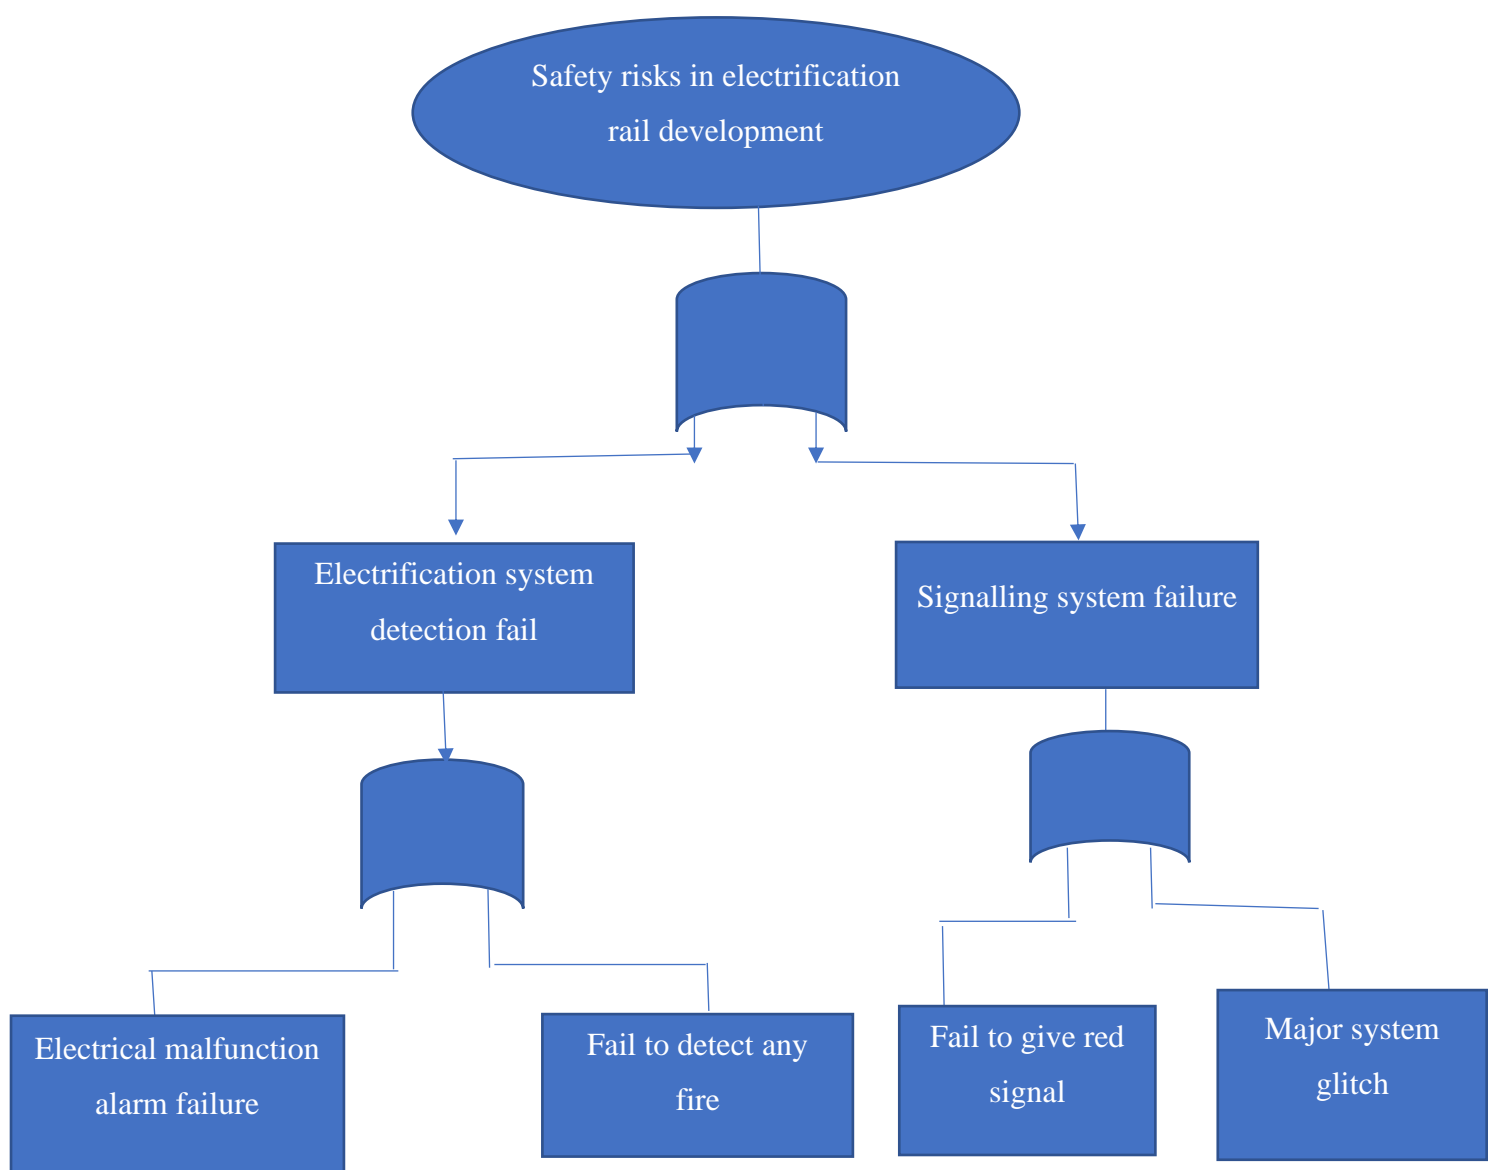 Safety risks in electrification
rail development
Electrification system
detection fail
Signalling system failure
Electrical malfunction
alarm failure
Fail to detect any
fire
Fail to give red
signal
Major system
glitch